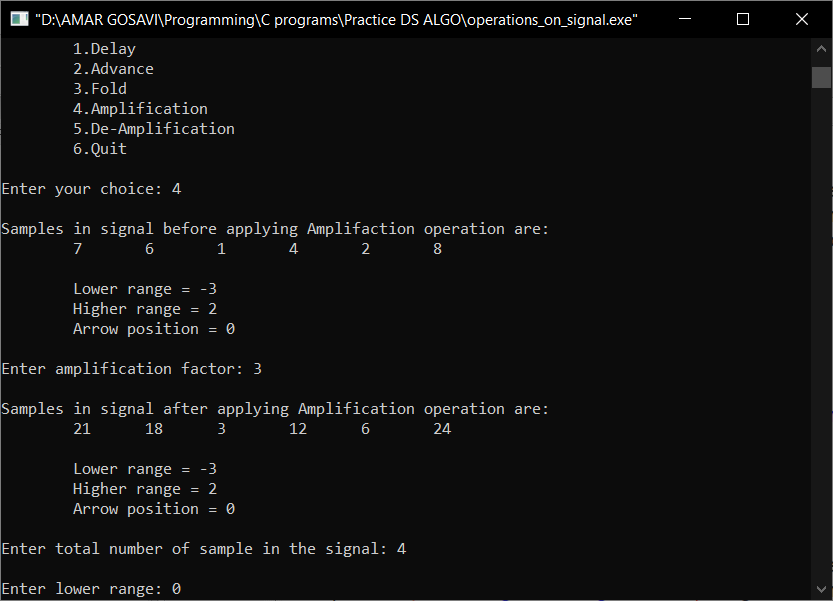 "D:\AMAR GOSAVI\Programming\C programs\Practice DS ALGO\operations_on_signal.exe"
1.Delay
2.Advance
3.Fold
4.Amplification
5.De-Amplification
6.Quit
Enter your choice: 4
Samples in signal before applying Amplifaction operation are:
7 6 1 4 2 8
Lower range = -3
Higher range = 2
Arrow position = 0
Enter amplification factor: 3
Samples in signal after applying Amplification operation are:
21 18 3 12 6 24
Lower range = -3
Higher range = 2
Arrow position = 0
Enter total number of sample in the signal: 4
Enter lower range: 0